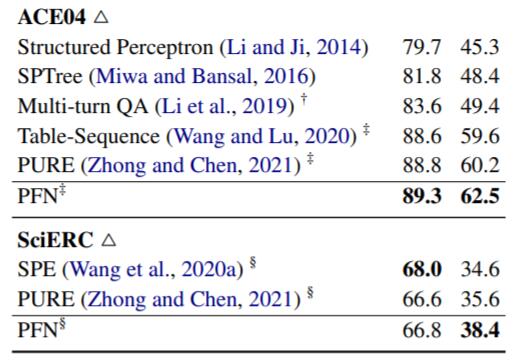 ACE04 △
Structured Perceptron (Li and Ji, 2014) 79.7 45.3
SPTree (Miwa and Bansal, 2016) 81.8 48.4
Multi-turn QA (Li et al., 2019) † 83.6 49.4
Table-Sequence (Wang and Lu, 2020) ‡ 88.6 59.6
PURE (Zhong and Chen, 2021) ‡ 88.8 60.2
PFN‡ 89.3 62.5
SciERC △
SPE (Wang et al., 2020a) § 68.0 34.6
PURE (Zhong and Chen, 2021) § 66.6 35.6
PFN§ 66.8 38.4